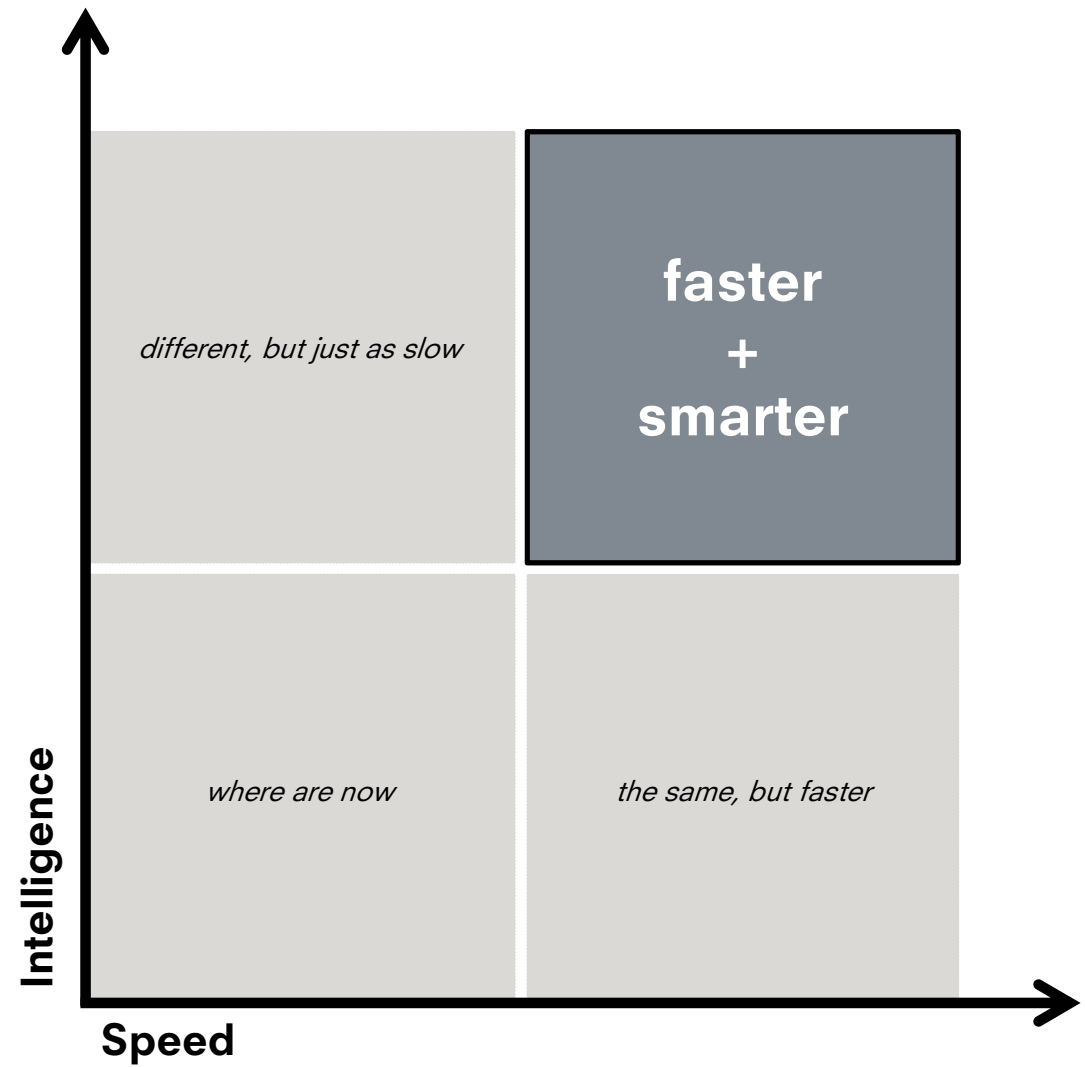 different, but just as slow
faster
+
smarter
where are now
the same, but faster
Intelligence
Speed